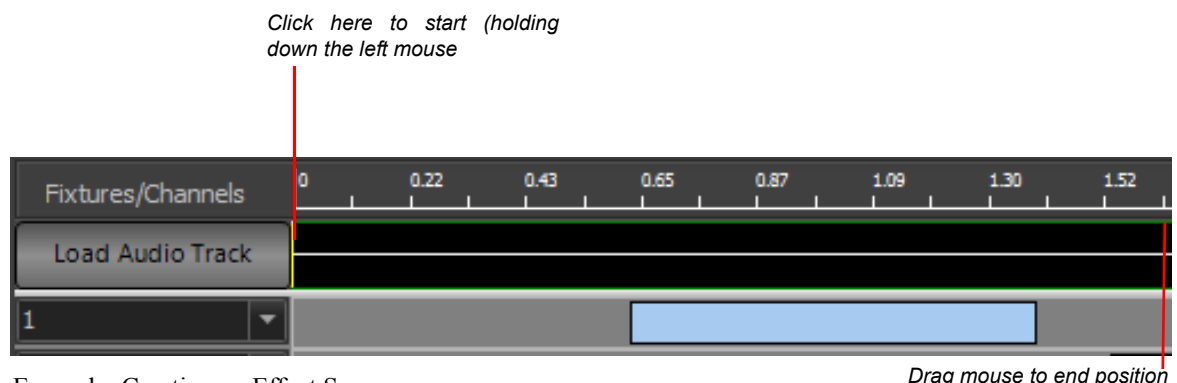 Click here to start (holding
down the left mouse
Fixtures/Channels
0 0.22 0.43 0.65 0.87 1.09 1.30 1.52
Load Audio Track
1
Drag mouse to end position